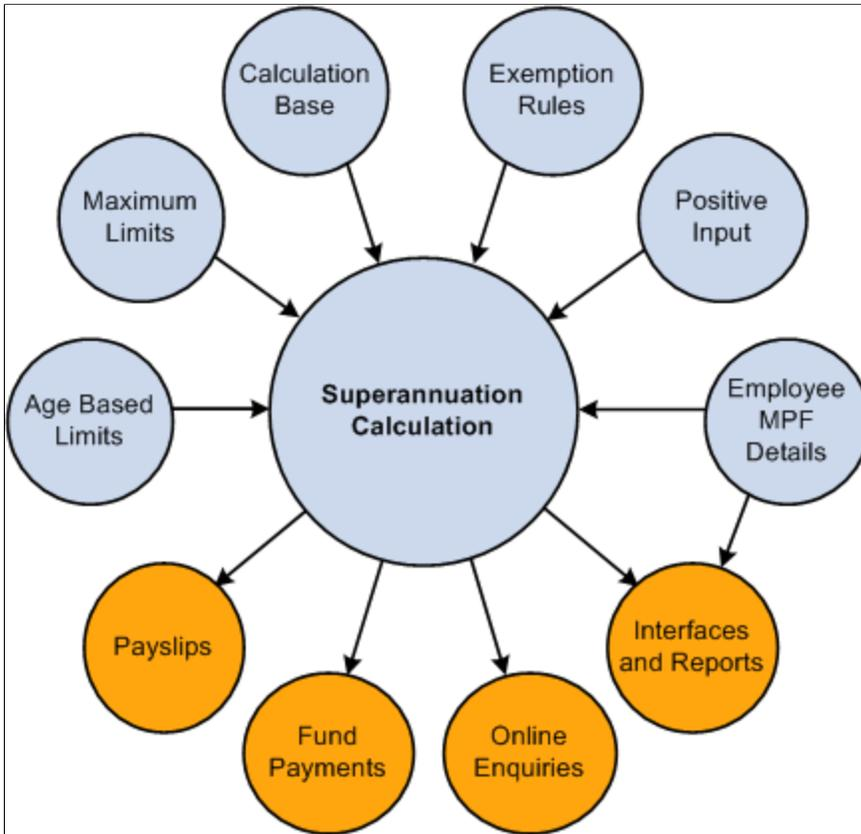 Calculation
Base
Exemption
Rules
Maximum
Limits
Positive
Input
Age Based
Limits
Superannuation
Calculation
Employee
MPF
Details
Payslips
Interfaces
and Reports
Fund
Payments
Online
Enquiries